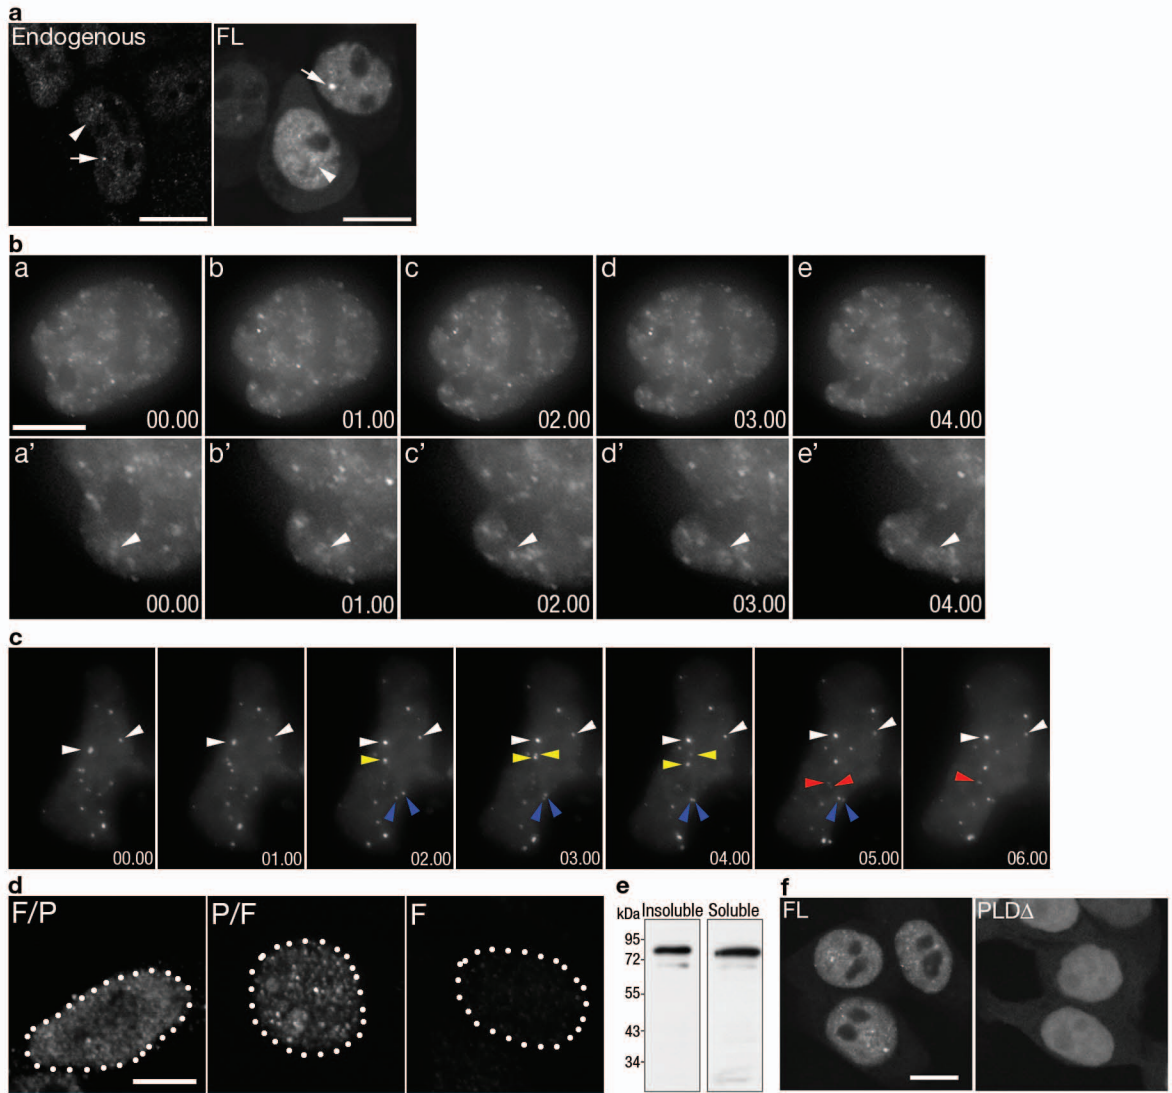 a
Endogenous
FL
b
a
b
c
d
e
00.00
01.00
02.00
03.00
04.00
a’
b’
c’
d’
e’
00.00
01.00
02.00
03.00
04.00
c
00.00
01.00
02.00
03.00
04.00
05.00
06.00
d
F/P
P/F
F
e
kDa
Insoluble
Soluble
95-
72-
55-
43-
34-
f
FL
PLDΔ